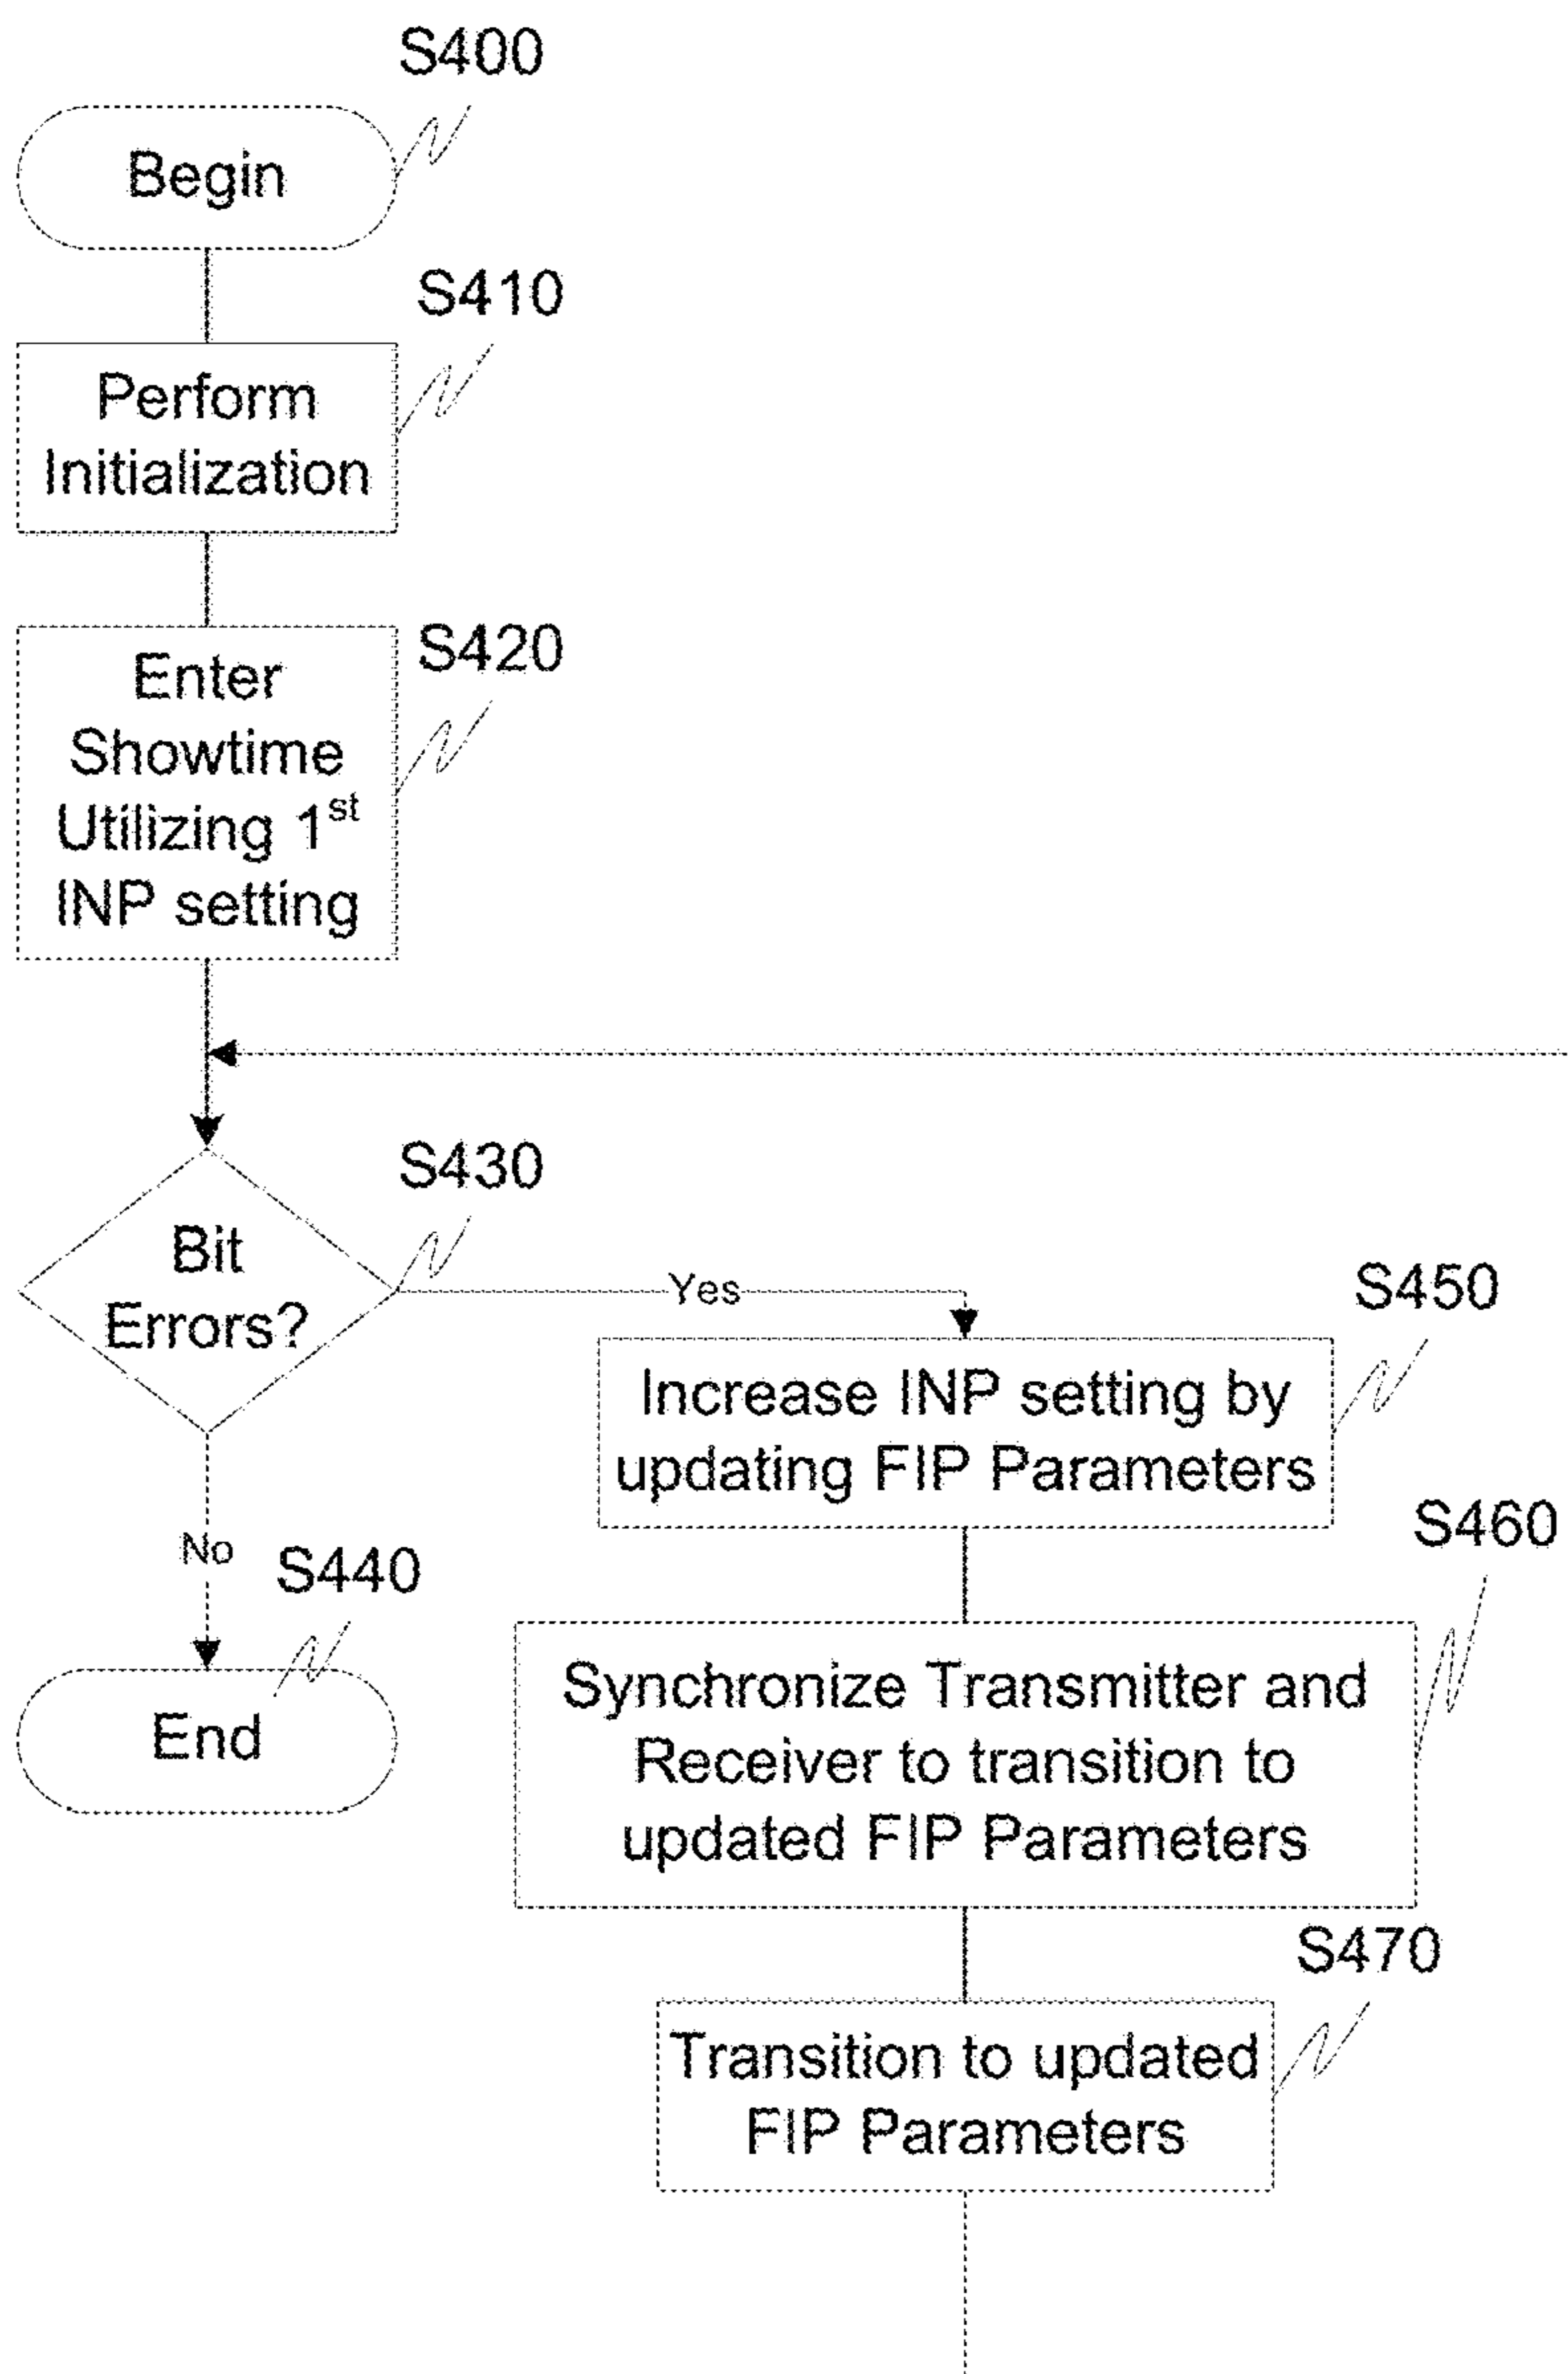 S400
Begin
S410
Perform
Initialization
S420
Enter
Showtime
Utilizing 1st
INP setting
S430
Bit
Errors?
Yes
S450
Increase INP setting by
updating FIP Parameters
No
S440
End
S460
Synchronize Transmitter and
Receiver to transition to
updated FIP Parameters
S470
Transition to updated
FIP Parameters